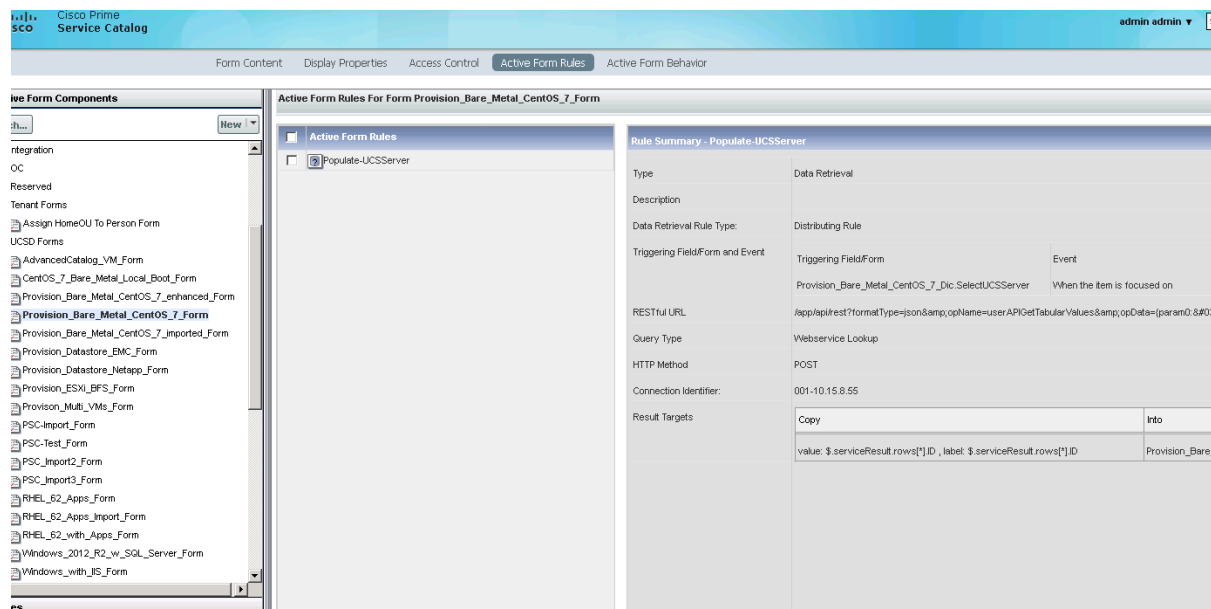 Cisco Prime
Service Catalog
admin admin
Form Content Display Properties Access Control Active Form Rules Active Form Behavior
Form Components
Active Form Rules For Form Provision_Bare_Metal_CentOS_7_Form
New
Active Form Rules
Populate-UCSServer
Rule Summary - Populate-UCSServer
Type Data Retrieval
Description
Data Retrieval Rule Type: Distributing Rule
Triggering Field/Form and Event
Triggering Field/Form Event
Provision_Bare_Metal_CentOS_7_Dic.SelectUCSServer When the item is focused on
RESTful URL /app/api/rest?formatType=json&amp;opName=userAPIGetTabularValues&amp;opData={param0:&#03
Query Type Webservice Lookup
HTTP Method POST
Connection Identifier: 001-10.15.8.55
Result Targets
Copy Into
value: $.serviceResult.rows[*].ID , label: $.serviceResult.rows[*].ID Provision_Bare
ntegration
OC
Reserved
Tenant Forms
Assign HomeOU To Person Form
UCSD Forms
AdvancedCatalog_VM_Form
CentOS_7_Bare_Metal_Local_Boot_Form
Provision_Bare_Metal_CentOS_7_enhanced_Form
Provision_Bare_Metal_CentOS_7_Form
Provision_Bare_Metal_CentOS_7_imported_Form
Provision_Datastore_EMC_Form
Provision_Datastore_Netapp_Form
Provision_ESXi_BFS_Form
Provison_Multi_VMs_Form
PSC-Import_Form
PSC-Test_Form
PSC_Import2_Form
PSC_Import3_Form
RHEL_62_Apps_Form
RHEL_62_Apps_Import_Form
RHEL_62_with_Apps_Form
Windows_2012_R2_w_SQL_Server_Form
Windows_with_IIS_Form